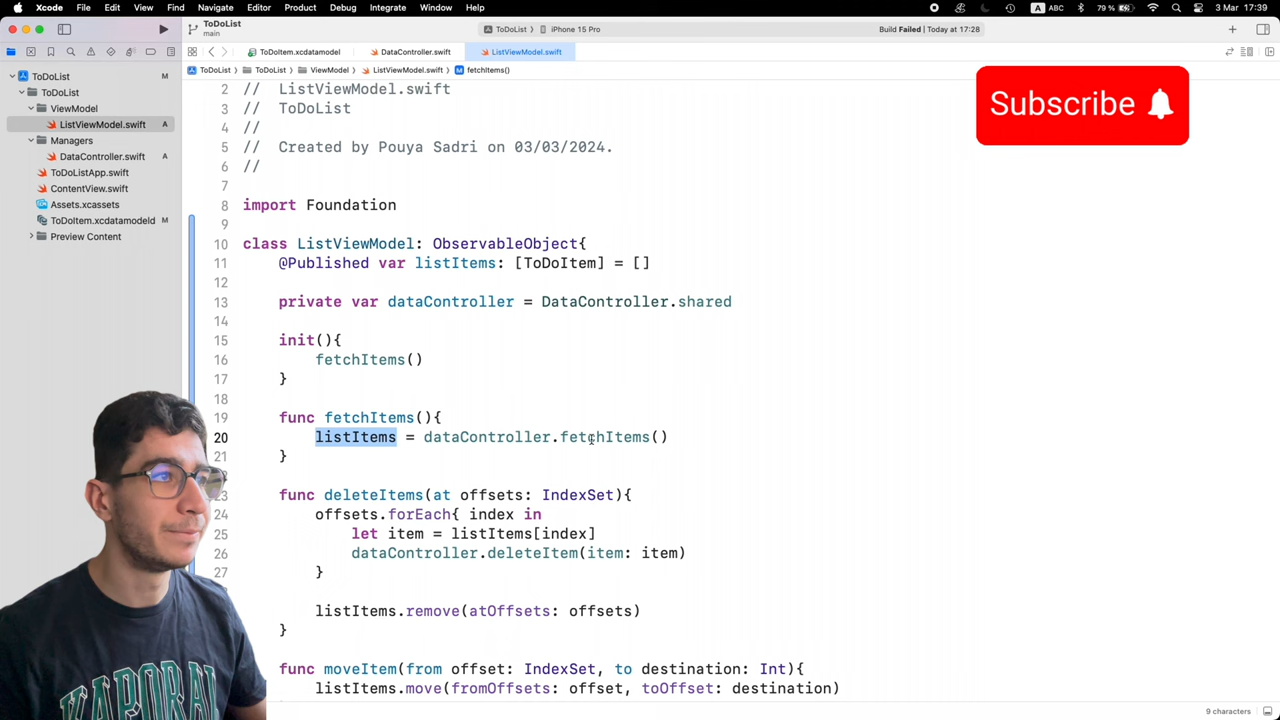 Xcode File Edit View Find Navigate Editor Product Debug Integrate Window Help A ABC 79 % 3 Mar 17:39
ToDoList
main
ToDoList 〉 iPhone 15 Pro
Build Failed | Today at 17:28
ToDoItem.xcdatamodel DataController.swift ListViewModel.swift
ToDoList 〉 ToDoList 〉 ViewModel 〉 ListViewModel.swift 〉 M fetchItems()
ToDoList M
ToDoList
ViewModel
ListViewModel.swift A
Managers
DataController.swift A
ToDoListApp.swift
ContentView.swift
Assets.xcassets
ToDoItem.xcdatamodeld M
Preview Content
2 // ListViewModel.swift
3 // ToDoList
4 //
5 // Created by Pouya Sadri on 03/03/2024.
6 //
7
8 import Foundation
9
10 class ListViewModel: ObservableObject{
11 @Published var listItems: [ToDoItem] = []
12
13 private var dataController = DataController.shared
14
15 init(){
16 fetchItems()
17 }
18
19 func fetchItems(){
20 listItems = dataController.fetchItems()
21 }
23 func deleteItems(at offsets: IndexSet){
24 offsets.forEach{ index in
25 let item = listItems[index]
26 dataController.deleteItem(item: item)
27 }
listItems.remove(atOffsets: offsets)
}
func moveItem(from offset: IndexSet, to destination: Int){
listItems.move(fromOffsets: offset, toOffset: destination)
Subscribe
TAPORAL
9 characters